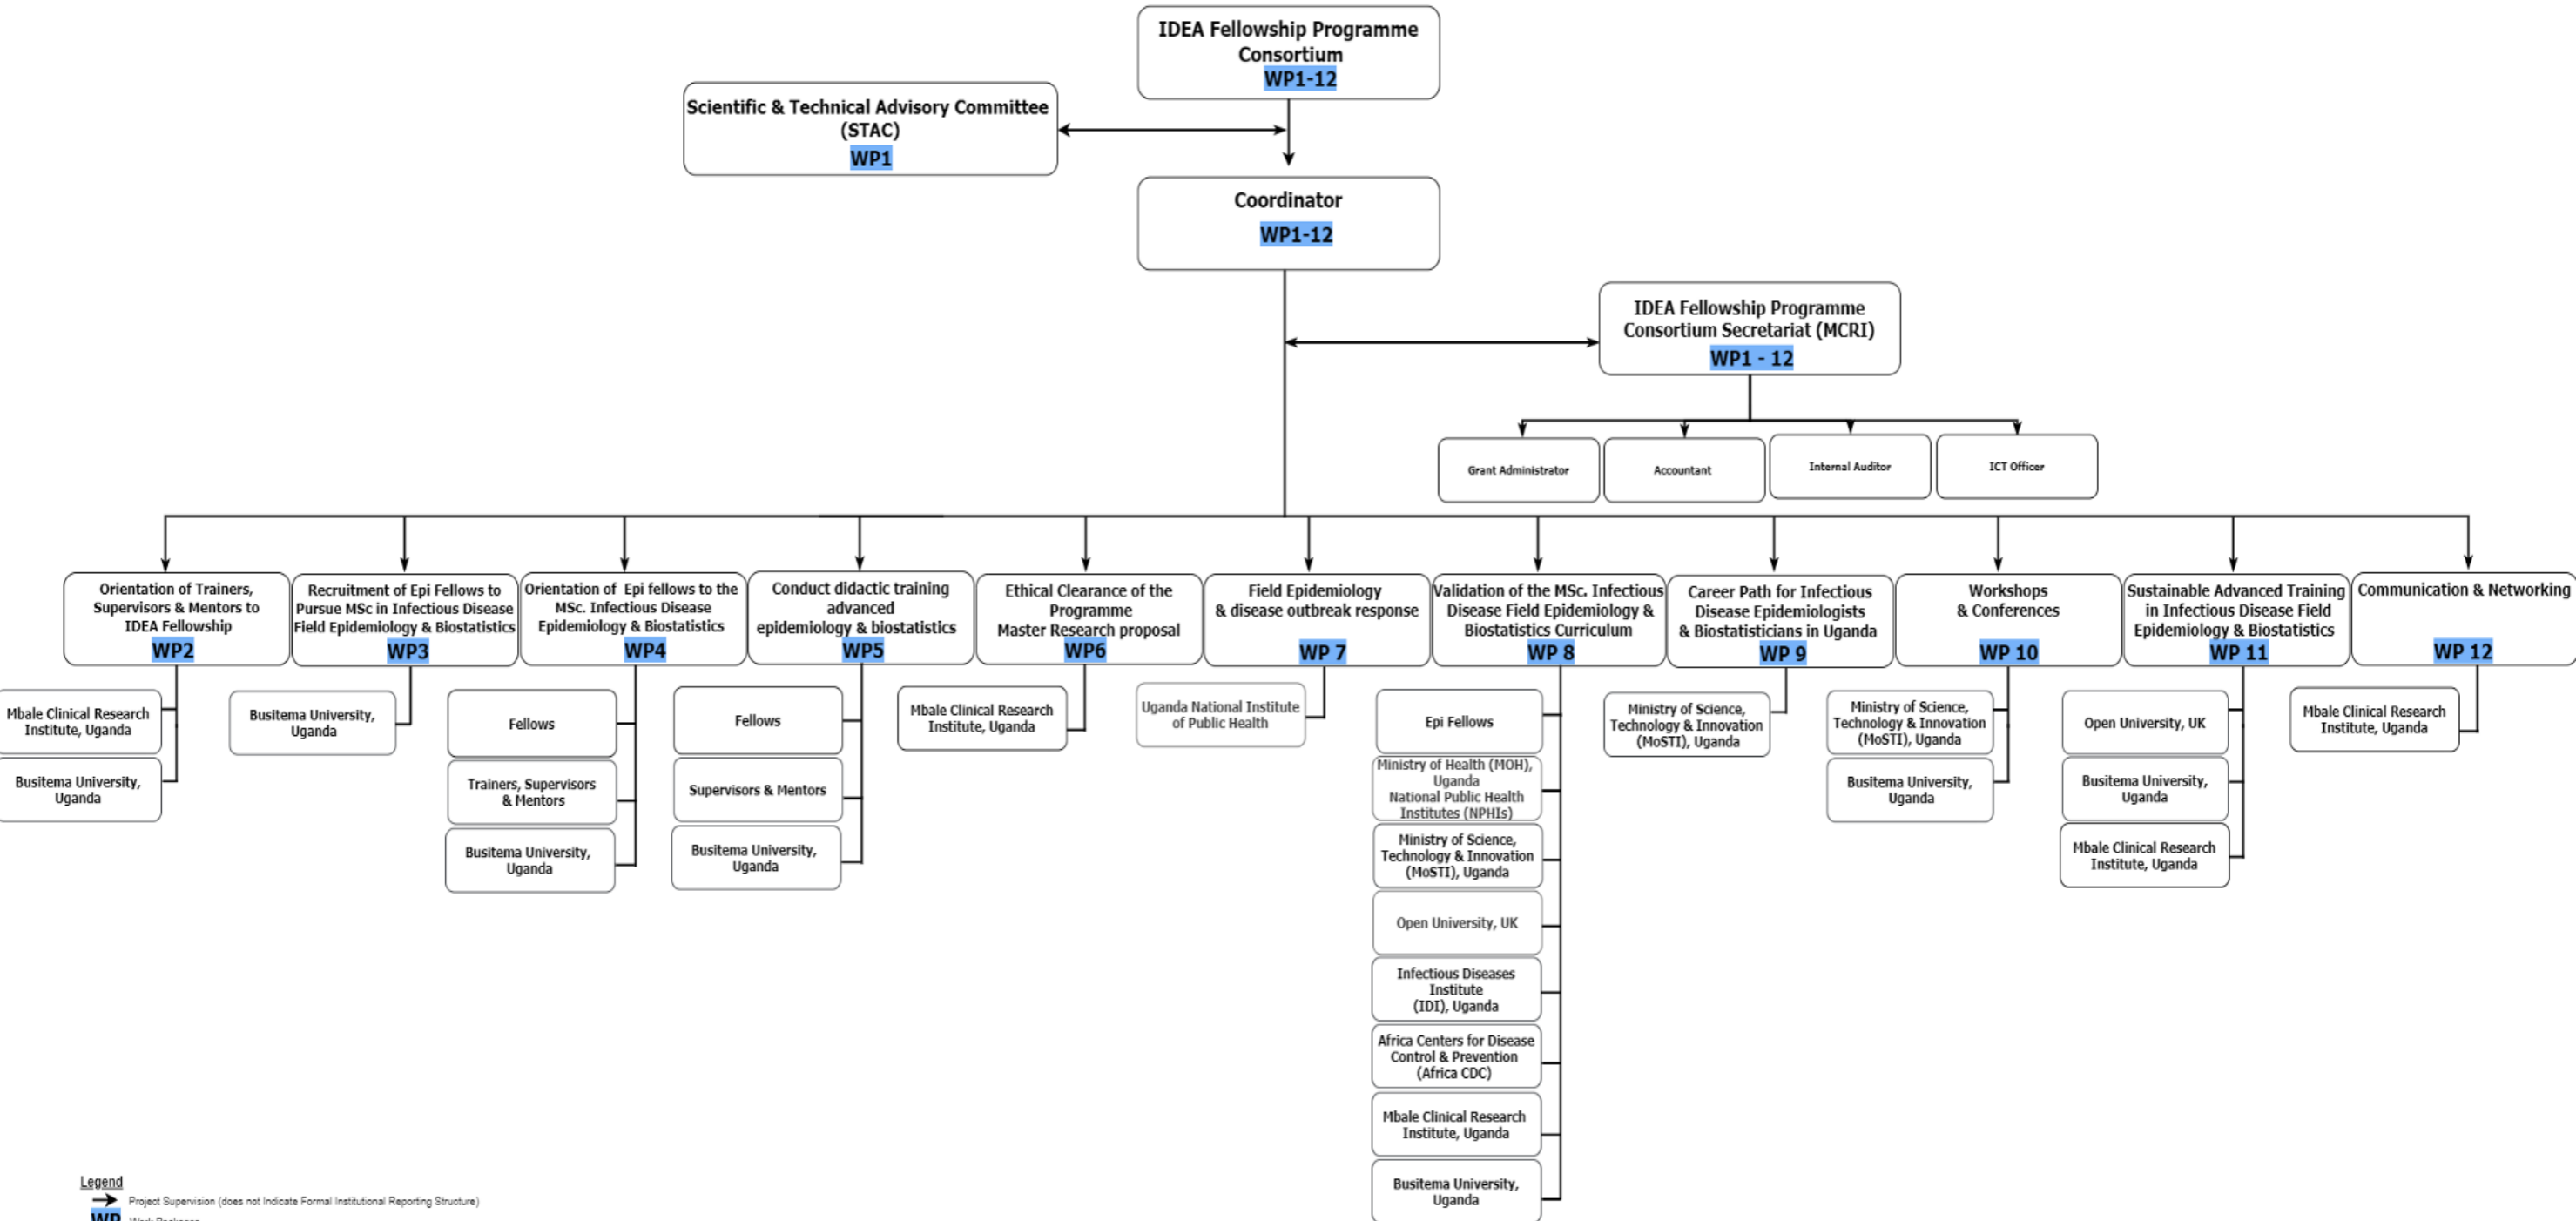 IDEA Fellowship Programme
Consortium
WP1-12
Scientific & Technical Advisory Committee
(STAC)
WP1
Coordinator
WP1-12
IDEA Fellowship Programme
Consortium Secretariat (MCRI)
WP1 - 12
Grant Administrator
Accountant
Internal Auditor
ICT Officer
Orientation of Trainers,
Supervisors & Mentors to
IDEA Fellowship
WP2
Mbale Clinical Research
Institute, Uganda
Busitema University,
Uganda
Recruitment of Epi Fellows to
Pursue MSc in Infectious Disease
Field Epidemiology & Biostatistics
WP3
Busitema University,
Uganda
Orientation of Epi fellows to the
MSc. Infectious Disease
Epidemiology & Biostatistics
WP4
Fellows
Trainers, Supervisors
& Mentors
Busitema University,
Uganda
Conduct didactic training
advanced
epidemiology & biostatistics
WP5
Fellows
Supervisors & Mentors
Busitema University,
Uganda
Ethical Clearance of the
Programme
Master Research proposal
WP6
Mbale Clinical Research
Institute, Uganda
Field Epidemiology
& disease outbreak response
WP 7
Uganda National Institute
of Public Health
Validation of the MSc. Infectious
Disease Field Epidemiology &
Biostatistics Curriculum
WP 8
Epi Fellows
Ministry of Health (MOH),
Uganda
National Public Health
Institutes (NPHIs)
Ministry of Science,
Technology & Innovation
(MoSTI), Uganda
Open University, UK
Infectious Diseases
Institute
(IDI), Uganda
Africa Centers for Disease
Control & Prevention
(Africa CDC)
Mbale Clinical Research
Institute, Uganda
Busitema University,
Uganda
Career Path for Infectious
Disease Epidemiologists
& Biostatisticians in Uganda
WP 9
Ministry of Science,
Technology & Innovation
(MoSTI), Uganda
Workshops
& Conferences
WP 10
Ministry of Science,
Technology & Innovation
(MoSTI), Uganda
Busitema University,
Uganda
Sustainable Advanced Training
in Infectious Disease Field
Epidemiology & Biostatistics
WP 11
Open University, UK
Busitema University,
Uganda
Mbale Clinical Research
Institute, Uganda
Communication & Networking
WP 12
Mbale Clinical Research
Institute, Uganda
Legend
Project Supervision (does not Indicate Formal Institutional Reporting Structure)
WP Work Packages